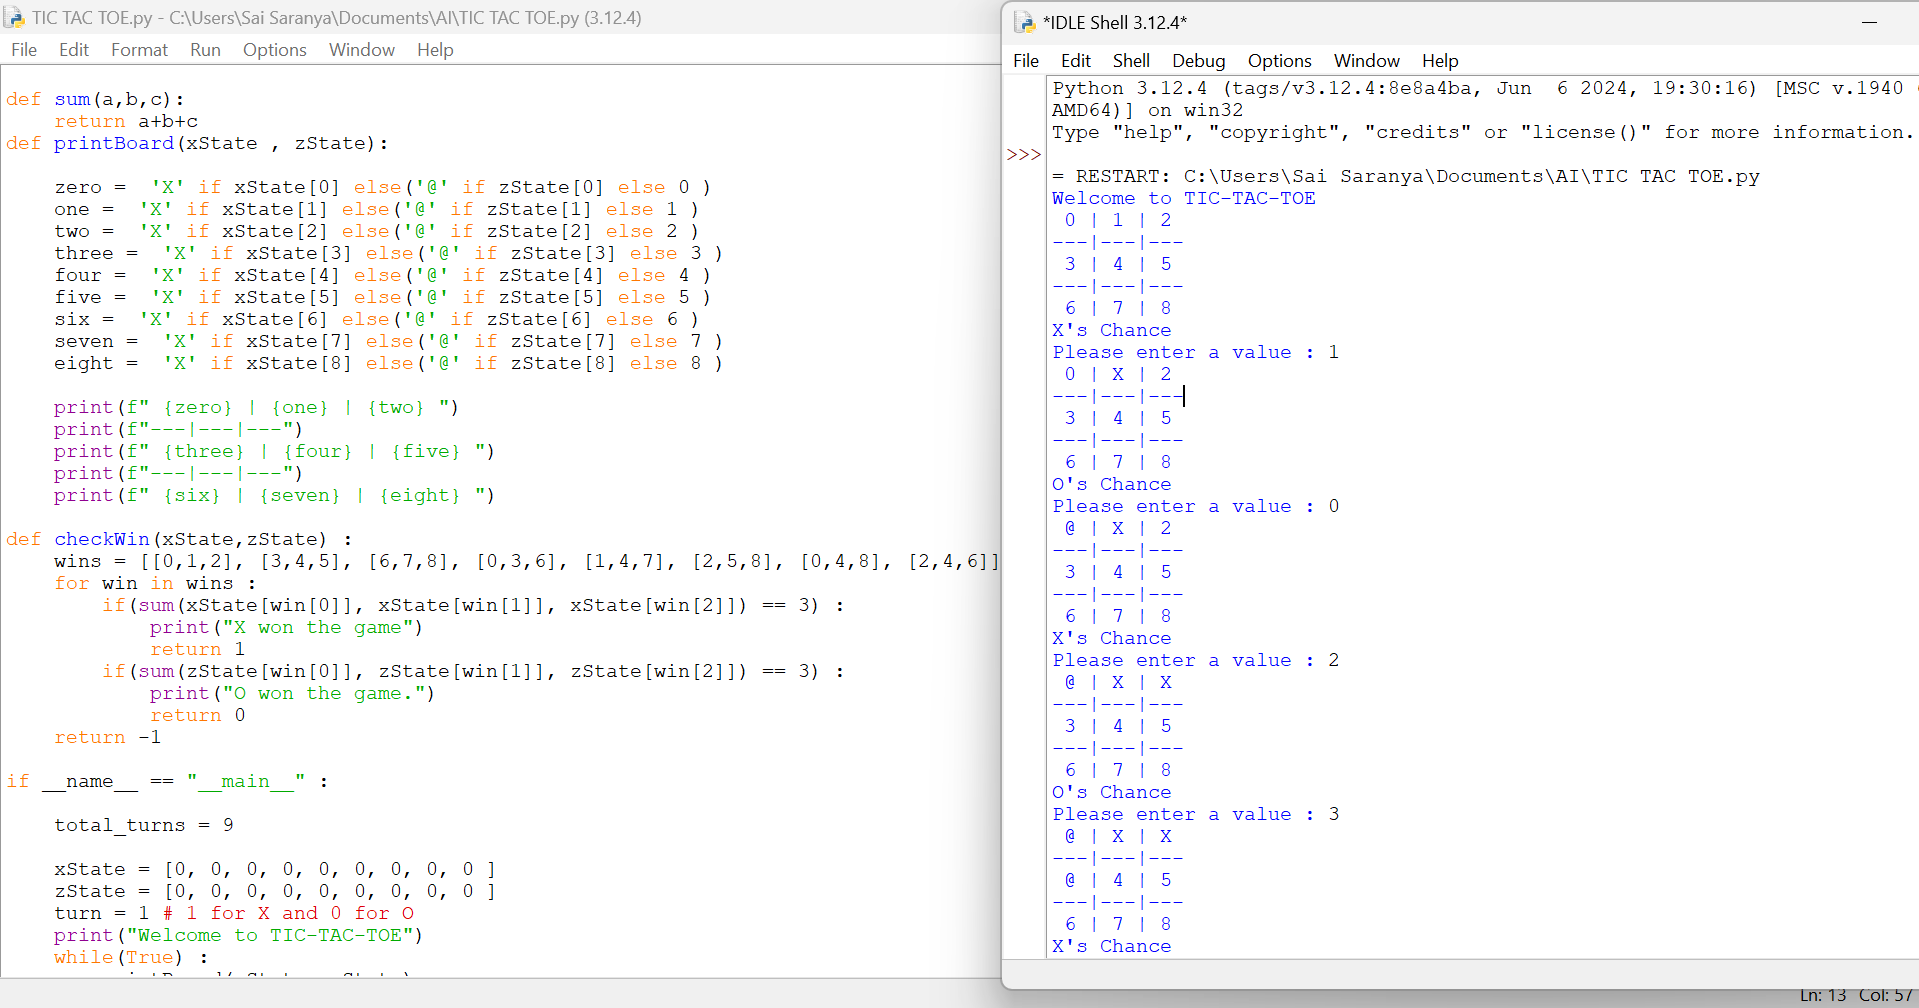 TIC TAC TOE.py - C:\Users\Sai Saranya\Documents\AI\TIC TAC TOE.py (3.12.4)
File Edit Format Run Options Window Help
def sum(a,b,c):
    return a+b+c
def printBoard(xState , zState):
    zero =  'X' if xState[0] else('@' if zState[0] else 0 )
    one =  'X' if xState[1] else('@' if zState[1] else 1 )
    two =  'X' if xState[2] else('@' if zState[2] else 2 )
    three =  'X' if xState[3] else('@' if zState[3] else 3 )
    four =  'X' if xState[4] else('@' if zState[4] else 4 )
    five =  'X' if xState[5] else('@' if zState[5] else 5 )
    six =  'X' if xState[6] else('@' if zState[6] else 6 )
    seven =  'X' if xState[7] else('@' if zState[7] else 7 )
    eight =  'X' if xState[8] else('@' if zState[8] else 8 )
    print(f" {zero} | {one} | {two} ")
    print(f"---|---|---")
    print(f" {three} | {four} | {five} ")
    print(f"---|---|---")
    print(f" {six} | {seven} | {eight} ")
def checkWin(xState,zState) :
    wins = [[0,1,2], [3,4,5], [6,7,8], [0,3,6], [1,4,7], [2,5,8], [0,4,8], [2,4,6]]
    for win in wins :
        if(sum(xState[win[0]], xState[win[1]], xState[win[2]]) == 3) :
            print("X won the game")
            return 1
        if(sum(zState[win[0]], zState[win[1]], zState[win[2]]) == 3) :
            print("O won the game.")
            return 0
    return -1
if __name__ == "__main__" :
    total_turns = 9
    xState = [0, 0, 0, 0, 0, 0, 0, 0, 0 ]
    zState = [0, 0, 0, 0, 0, 0, 0, 0, 0 ]
    turn = 1 # 1 for X and 0 for O
    print("Welcome to TIC-TAC-TOE")
    while(True) :
*IDLE Shell 3.12.4*
File Edit Shell Debug Options Window Help
Python 3.12.4 (tags/v3.12.4:8e8a4ba, Jun  6 2024, 19:30:16) [MSC v.1940
AMD64)] on win32
Type "help", "copyright", "credits" or "license()" for more information.
>>>
= RESTART: C:\Users\Sai Saranya\Documents\AI\TIC TAC TOE.py
Welcome to TIC-TAC-TOE
 0 | 1 | 2
---|---|---
 3 | 4 | 5
---|---|---
 6 | 7 | 8
X's Chance
Please enter a value : 1
 0 | X | 2
---|---|---
 3 | 4 | 5
---|---|---
 6 | 7 | 8
O's Chance
Please enter a value : 0
 @ | X | 2
---|---|---
 3 | 4 | 5
---|---|---
 6 | 7 | 8
X's Chance
Please enter a value : 2
 @ | X | X
---|---|---
 3 | 4 | 5
---|---|---
 6 | 7 | 8
O's Chance
Please enter a value : 3
 @ | X | X
---|---|---
 @ | 4 | 5
---|---|---
 6 | 7 | 8
X's Chance
Ln: 13 Col: 57